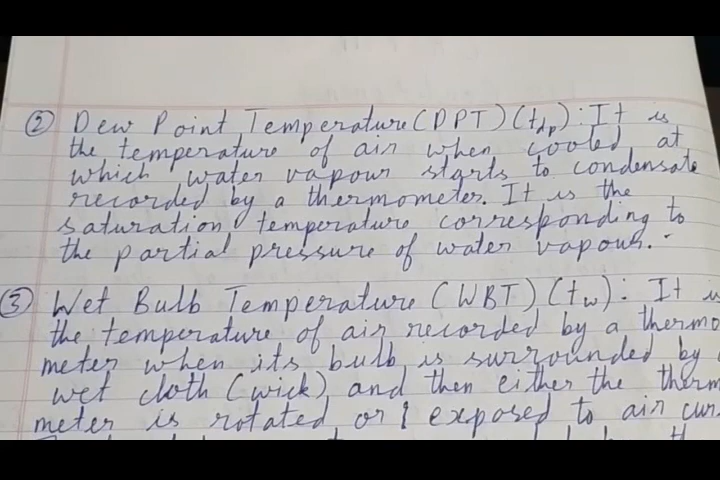 ② Dew Point Temperature (DPT) (tdp): It is
the temperature of air when cooled at
which water vapour starts to condensate
recorded by a thermometer. It is the
saturation temperature corresponding to
the partial pressure of water vapour.
③ Wet Bulb Temperature (WBT) (tw): It is
the temperature of air recorded by a thermo
meter when its bulb is surrounded by a
wet cloth (wick) and then either the therm
meter is rotated or exposed to air cur